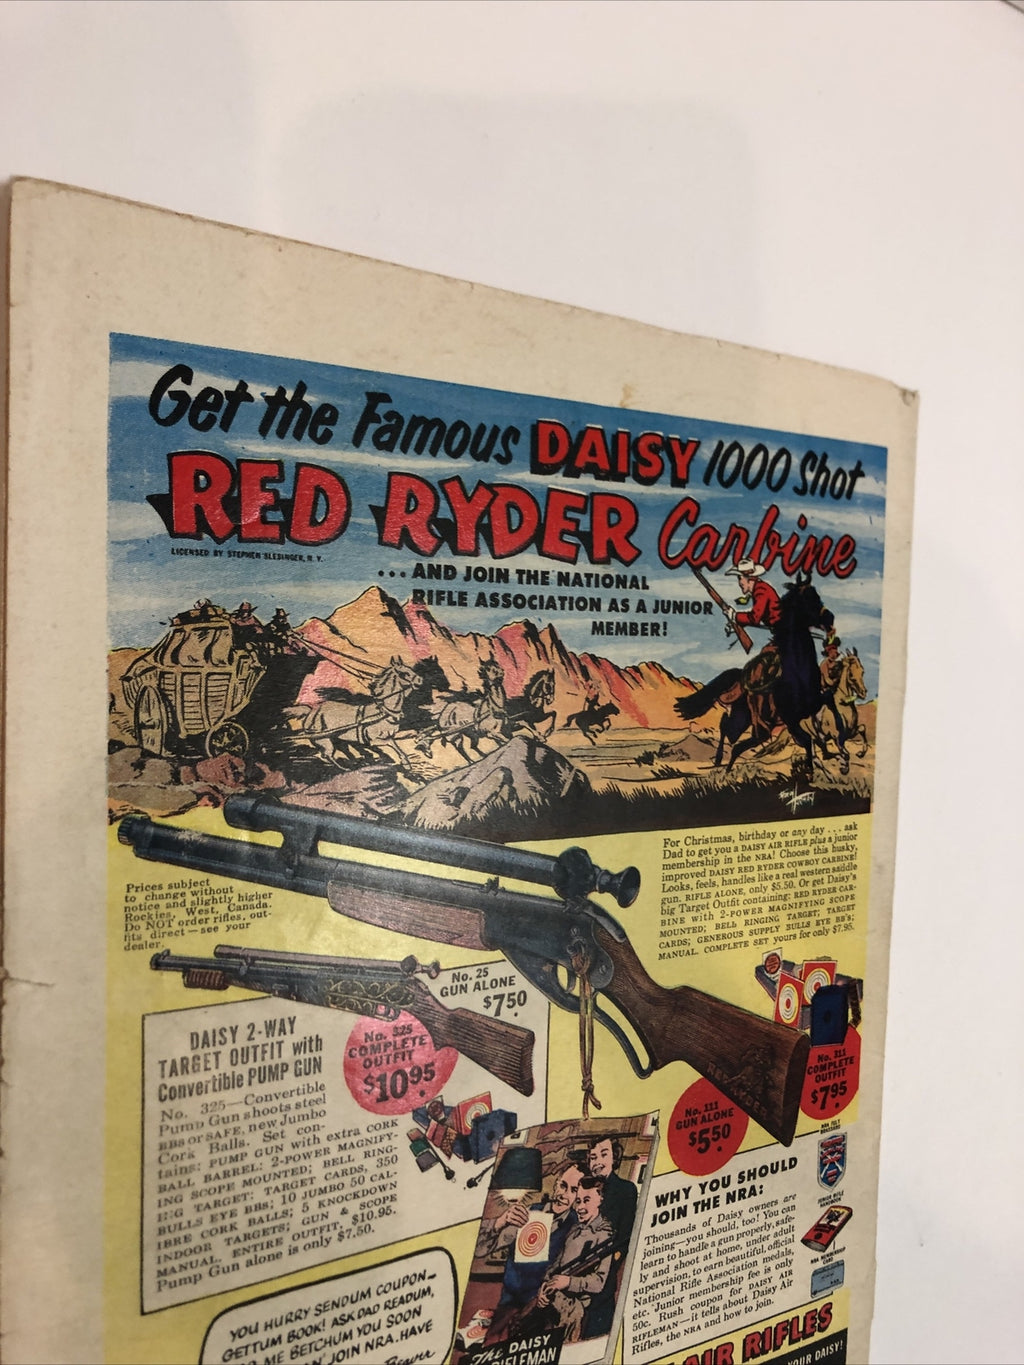 Get the Famous DAISY 1000 Shot
RED RYDER Carbine
LICENSED BY STEPHEN SLESINGER, N.Y.
...AND JOIN THE NATIONAL
RIFLE ASSOCIATION AS A JUNIOR
MEMBER!
For Christmas, birthday or any day ... ask
Dad to get you a DAISY AIR RIFLE plus a junior
membership in the NRA! Choose this husky,
improved DAISY RED RYDER COWBOY CARBINE!
Looks, feels, handles like a real western saddle
gun. RIFLE ALONE, only $5.50. Or get Daisy's
big Target Outfit containing: RED RYDER CAR-
BINE with 2-POWER MAGNIFYING SCOPE
MOUNTED; BELL RINGING TARGET; TARGET
CARDS; GENEROUS SUPPLY BULLS EYE BB's;
MANUAL. COMPLETE SET yours for only $7.95.
Prices subject
to change without
notice and slightly higher
Rockies, West, Canada.
Do NOT order rifles, out-
fits direct—see your
dealer.
No. 25
GUN ALONE
$750
No. 325
COMPLETE
OUTFIT
$1095
DAISY 2-WAY
TARGET OUTFIT with
Convertible PUMP GUN
No. 325—Convertible
Pump Gun shoots steel
BBs or SAFE, new Jumbo
Cork Balls. Set con-
tains: PUMP GUN with extra CORK
BALL BARREL; 2-POWER MAGNIFY-
ING SCOPE MOUNTED; BELL RING-
ING TARGET; TARGET CARDS, 350
BULLS EYE BBs; 10 JUMBO 50 CAL-
IBRE CORK BALLS; 5 KNOCKDOWN
INDOOR TARGETS; GUN & SCOPE
MANUAL. ENTIRE OUTFIT, $10.95.
Pump Gun alone is only $7.50.
No. 311
COMPLETE
OUTFIT
$795
No. 111
GUN ALONE
$550
RED RYDER
WHY YOU SHOULD
JOIN THE NRA:
Thousands of Daisy owners are
joining—you should, too! You can
learn to handle a gun properly, safe-
ly and shoot at home, under adult
supervision, to earn beautiful, official
National Rifle Association medals,
etc. Junior membership fee is only
50c. Rush coupon for DAISY AIR
RIFLEMAN—it tells about Daisy Air
Rifles, the NRA and how to join.
JUNIOR RIFLE
HANDBOOK
NRA MEMBERSHIP
CARD
YOU HURRY SENDUM COUPON—
GETTUM BOOK! ASK DAD READUM,
ME BETCHUM YOU SOON
JOIN NRA. HAVE
Beaver
The DAISY
RIFLEMAN
AIR RIFLES
YOUR DAISY!